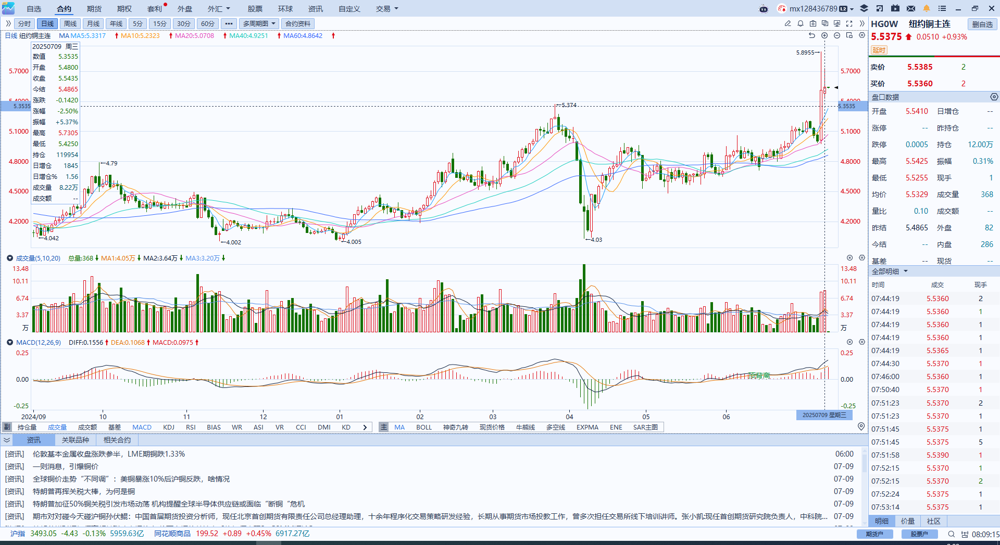 自选 合约 期货 期权 套利 外盘 外汇 股票 环球 资讯 自定义 交易 mx128436789 L2
分时 日线 周线 月线 年线 5分 15分 30分 60分 ••• 多周期图 合约资料
日线 纽约铜主连 MA MA5:5.3317 MA10:5.2323 MA20:5.0708 MA40:4.9251 MA60:4.8642
20250709 周三
数值 5.3535
开盘 5.4800
收盘 5.5435
今结 5.4865
涨跌 -0.1420
涨幅 -2.50%
振幅 +5.37%
最高 5.7305
最低 5.4250
持仓 119954
日增仓 1845
日增仓% 1.56
成交量 8.22万
成交额 --
5.7000
5.4000
5.3535
5.1000
4.8000
4.5000
4.2000
5.8955
5.374
4.79
4.042
4.002
4.005
4.03
5.7000
5.4000
5.3535
5.1000
4.8000
4.5000
4.2000
成交量(5,10,20) 总量:368 MA1:4.05万 MA2:3.64万 MA3:3.20万
13.48 13.48
10.11 10.11
6.74 6.74
3.37 3.37
万 万
MACD(12,26,9) DIFF:0.1556 DEA:0.1068 MACD:0.0975
0.25 0.25
顶背离
0.00 0.00
-0.25 -0.25
2024/09 10 11 12 01 02 03 04 05 06 20250709 星期三
副 持仓量 成交量 成交额 基差 MACD KDJ RSI BIAS WR ASI VR CCI DMI KD 主 MA BOLL 神奇九转 现货价格 牛熊线 多空线 EXPMA ENE SAR主图
资讯 关联品种 相关合约
[资讯] 伦敦基本金属收盘涨跌参半，LME期铜跌1.33% 06:00
[资讯] 一则消息，引爆铜价 07-09
[资讯] 全球铜价走势“不同调”：美铜暴涨10%后沪铜反跌，啥情况 07-09
[资讯] 特朗普再挥关税大棒，为何是铜 07-09
[资讯] 特朗普加征50%铜关税引发市场动荡 机构提醒全球半导体供应链或面临“断铜“危机 07-09
[资讯] 期市对对碰今天碰沪铜孙伏鲲：中国首届期货投资分析师，现任北京首创期货有限责任公司总经理助理，十余年程序化交易策略研发经验，长期从事期货市场投教工作，曾多次担任交易所线下培训讲师。张小凯:现任首创期货研究院负责人，中科院... 07-09
沪指 3493.05 -4.43 -0.13% 5959.63亿 同花顺商品 199.52 +0.89 +0.45% 6917.27亿
HG0W 纽约铜主连 删自选
5.5375 0.0510 +0.93%
延时
卖价 5.5385 2
买价 5.5360 2
盘口数据
开盘 5.5410 日增仓 --
涨停 -- 昨持仓 --
跌停 0.0005 持仓 12.00万
最高 5.5425 振幅 0.31%
最低 5.5255 现手 1
均价 5.5329 成交量 368
量比 0.10 成交额 --
昨结 5.4865 外盘 82
今结 -- 内盘 286
基差 -- 现货 --
全部明细
时间 成交 现手
07:44:19 5.5360 2
07:44:19 5.5360 1
07:44:19 5.5360 1
07:44:19 5.5360 1
07:44:19 5.5365 1
07:44:30 5.5370 1
07:46:00 5.5360 1
07:50:40 5.5370 1
07:51:23 5.5370 2
07:51:23 5.5370 1
07:51:45 5.5375 1
07:51:45 5.5375 5
07:51:58 5.5390 1
07:52:15 5.5370 1
07:52:15 5.5370 2
07:52:24 5.5375 1
07:53:14 5.5375 1
明细 价量 社区
期货户 股票户 08:09:15